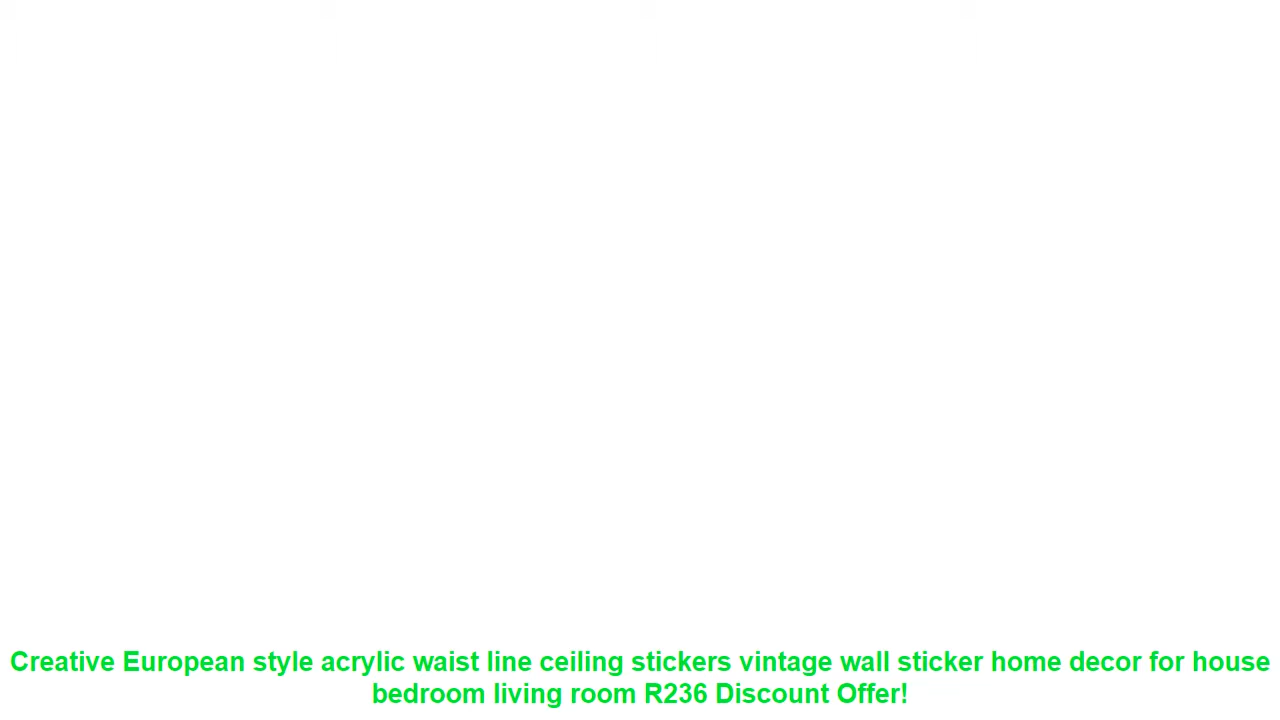 Creative European style acrylic waist line ceiling stickers vintage wall sticker home decor for house
bedroom living room R236 Discount Offer!